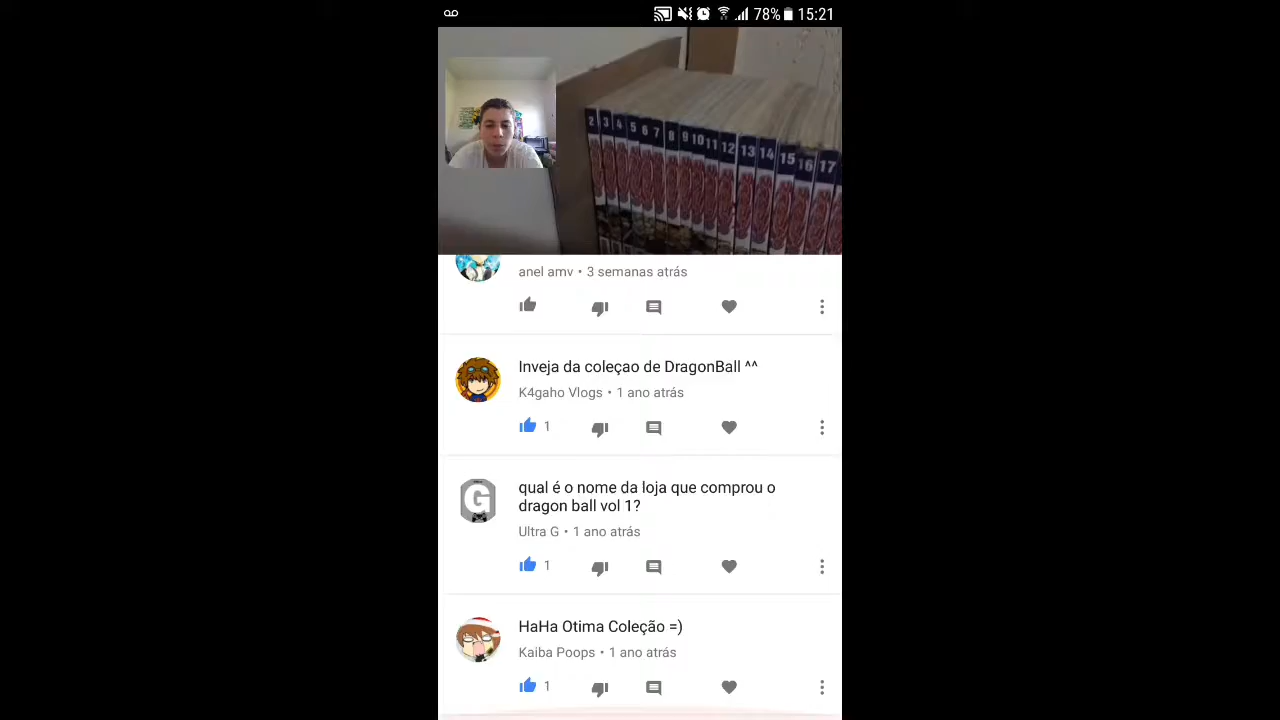 78% 15:21
2 3 4 5 6 7 8 9 10 11 12 13 14 15 16 17
anel amv • 3 semanas atrás
Inveja da coleçao de DragonBall ^^
K4gaho Vlogs • 1 ano atrás
1
G
qual é o nome da loja que comprou o
dragon ball vol 1?
Ultra G • 1 ano atrás
1
HaHa Otima Coleção =)
Kaiba Poops • 1 ano atrás
1